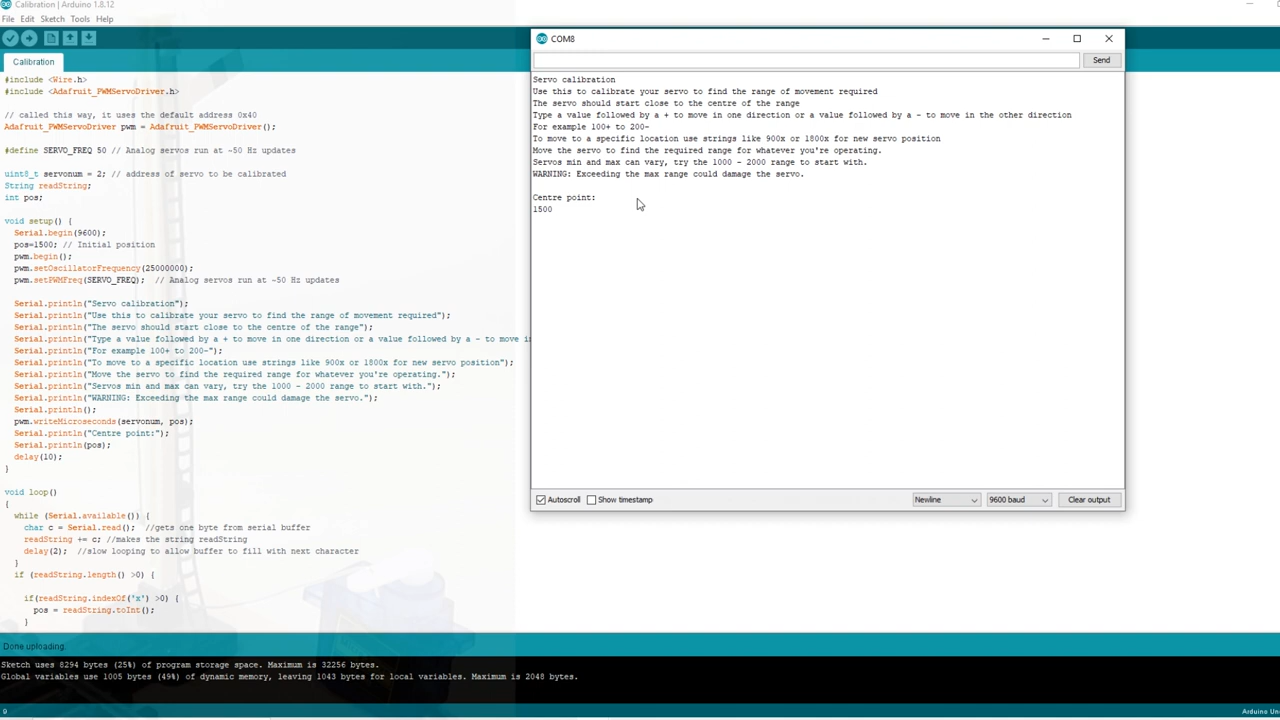 Calibration | Arduino 1.8.12
File Edit Sketch Tools Help
Calibration
#include <Wire.h>
#include <Adafruit_PWMServoDriver.h>
// called this way, it uses the default address 0x40
Adafruit_PWMServoDriver pwm = Adafruit_PWMServoDriver();
#define SERVO_FREQ 50 // Analog servos run at ~50 Hz updates
uint8_t servonum = 2; // address of servo to be calibrated
String readString;
int pos;
void setup() {
Serial.begin(9600);
pos=1500; // Initial position
pwm.begin();
pwm.setOscillatorFrequency(25000000);
pwm.setPWMFreq(SERVO_FREQ); // Analog servos run at ~50 Hz updates
Serial.println("Servo calibration");
Serial.println("Use this to calibrate your servo to find the range of movement required");
Serial.println("The servo should start close to the centre of the range");
Serial.println("Type a value followed by a + to move in one direction or a value followed by a - to move i
Serial.println("For example 100+ to 200-");
Serial.println("To move to a specific location use strings like 900x or 1800x for new servo position");
Serial.println("Move the servo to find the required range for whatever you're operating.");
Serial.println("Servos min and max can vary, try the 1000 - 2000 range to start with.");
Serial.println("WARNING: Exceeding the max range could damage the servo.");
Serial.println();
pwm.writeMicroseconds(servonum, pos);
Serial.println("Centre point:");
Serial.println(pos);
delay(10);
}
void loop()
{
while (Serial.available()) {
char c = Serial.read(); //gets one byte from serial buffer
readString += c; //makes the string readString
delay(2); //slow looping to allow buffer to fill with next character
}
if (readString.length() >0) {
if(readString.indexOf('x') >0) {
pos = readString.toInt();
}
Done uploading.
Sketch uses 8294 bytes (25%) of program storage space. Maximum is 32256 bytes.
Global variables use 1005 bytes (49%) of dynamic memory, leaving 1043 bytes for local variables. Maximum is 2048 bytes.
9
Arduino Un
COM8
Send
Servo calibration
Use this to calibrate your servo to find the range of movement required
The servo should start close to the centre of the range
Type a value followed by a + to move in one direction or a value followed by a - to move in the other direction
For example 100+ to 200-
To move to a specific location use strings like 900x or 1800x for new servo position
Move the servo to find the required range for whatever you're operating.
Servos min and max can vary, try the 1000 - 2000 range to start with.
WARNING: Exceeding the max range could damage the servo.
Centre point:
1500
Autoscroll Show timestamp Newline 9600 baud Clear output